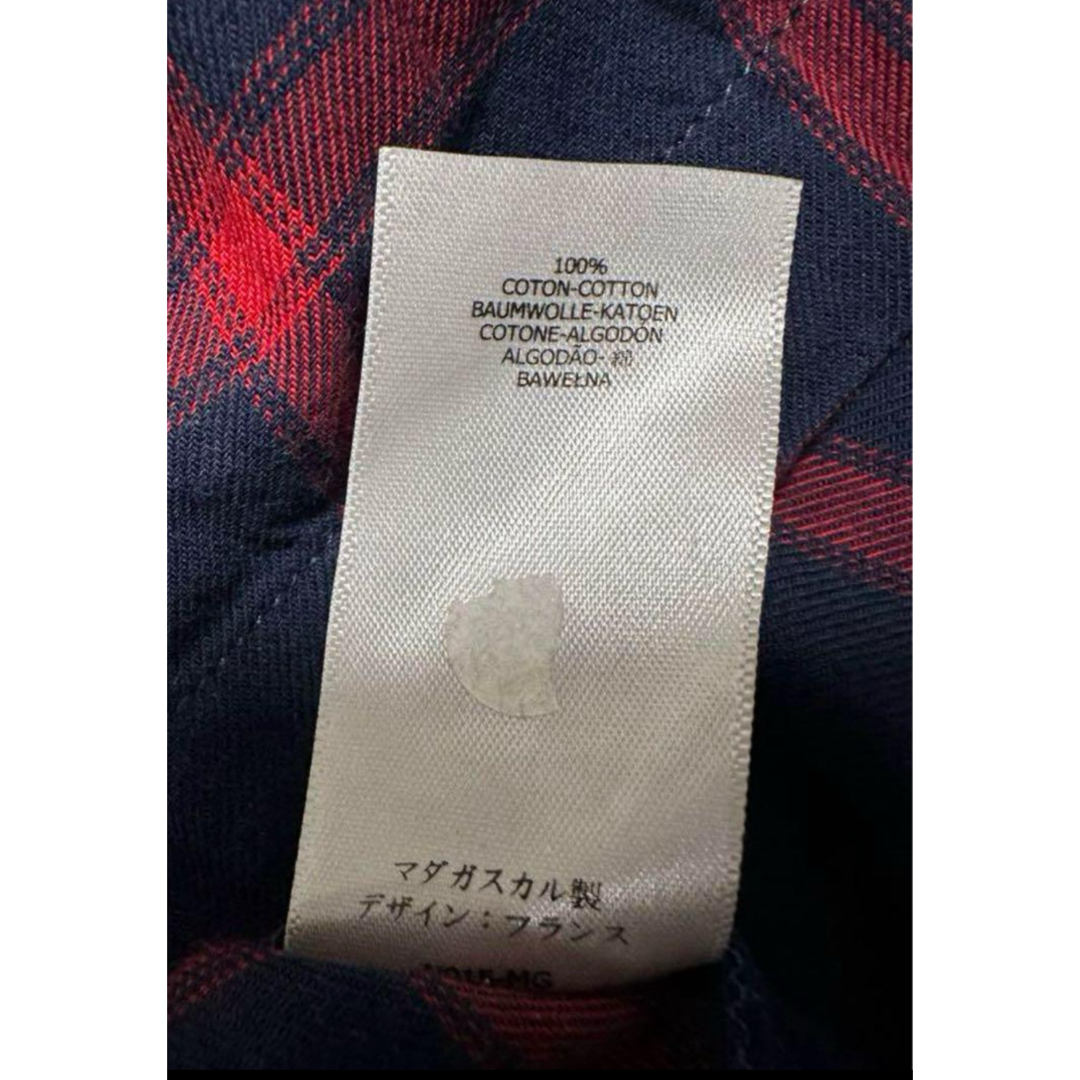 100%
COTON-COTTON
BAUMWOLLE-KATOEN
COTONE-ALGODÓN
ALGODÃO- 綿
BAWEŁNA
マダガスカル製
デザイン：フランス